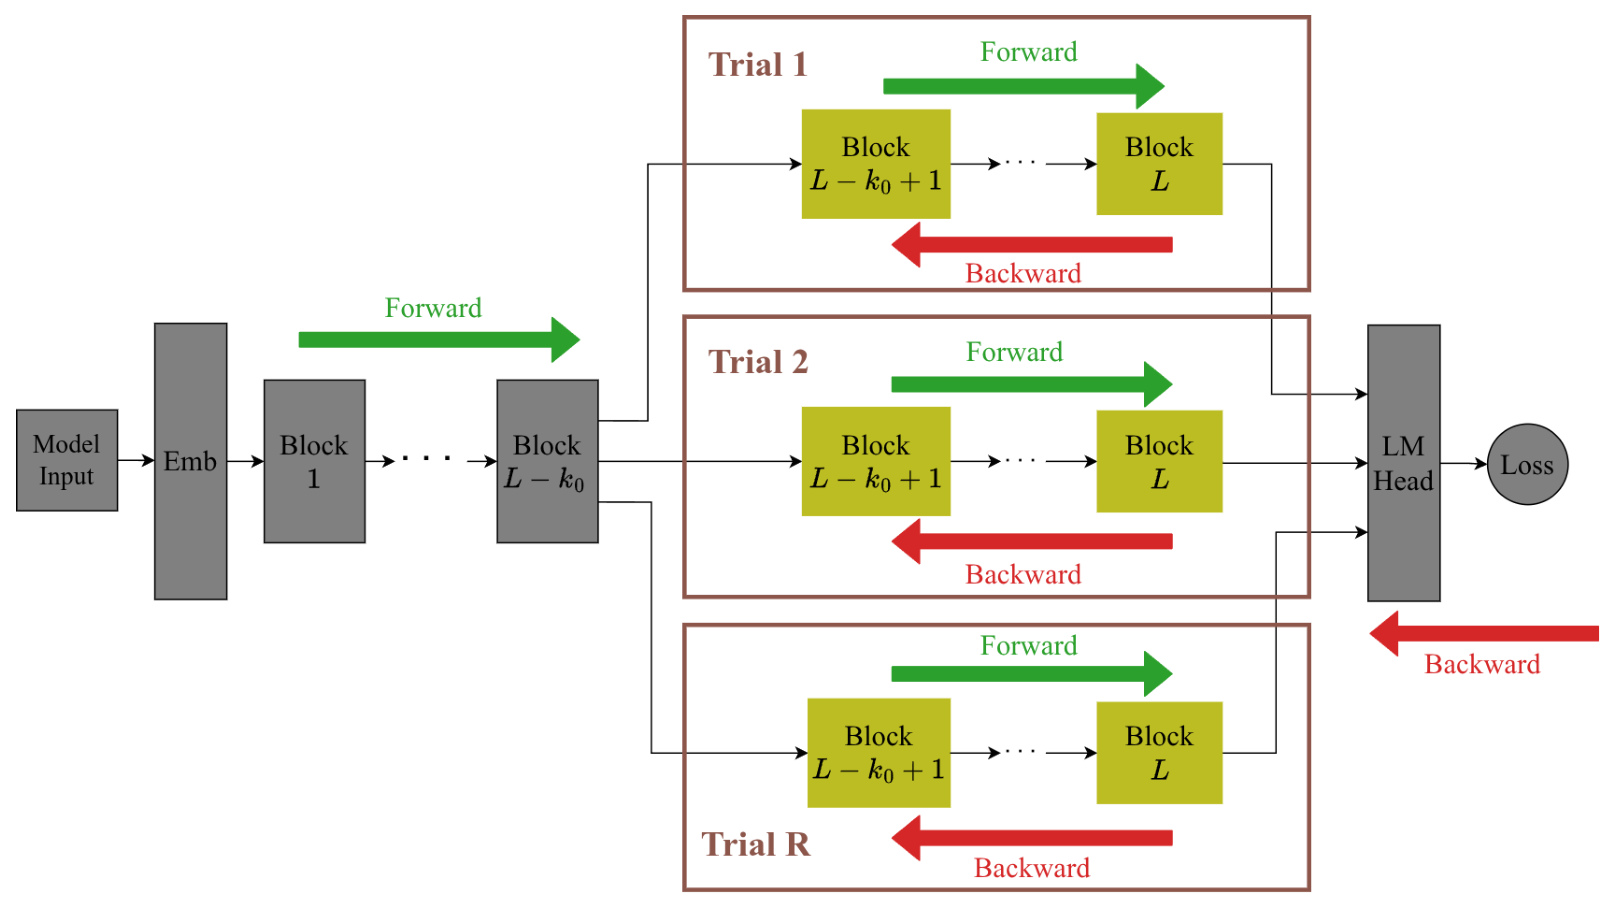 Model
Input
Emb
Forward
Block
1
· · ·
Block
L − k₀
Trial 1
Forward
Block
L − k₀ + 1
· · ·
Block
L
Backward
Trial 2
Forward
Block
L − k₀ + 1
· · ·
Block
L
Backward
Forward
Block
L − k₀ + 1
· · ·
Block
L
Trial R
Backward
LM
Head
Loss
Backward